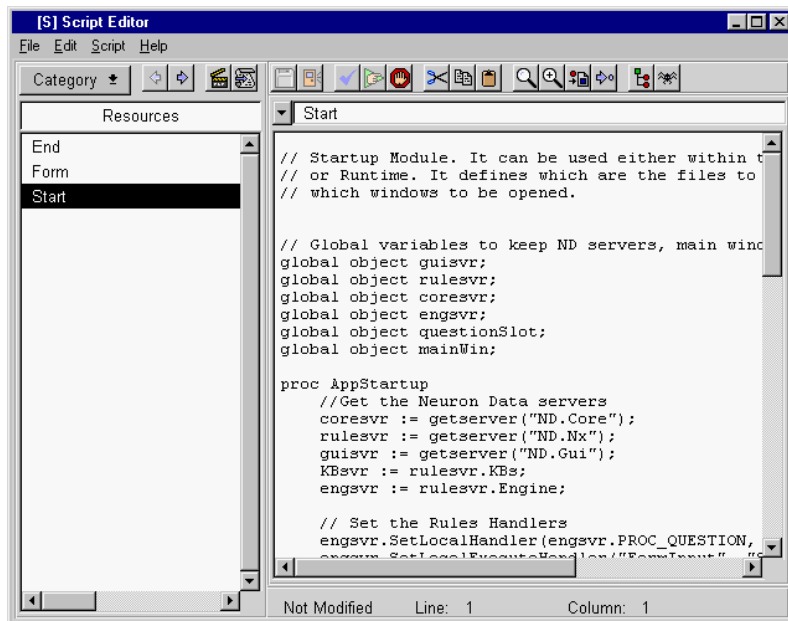 [S] Script Editor
File Edit Script Help
Category
Resources
Start
End
Form
Start
// Startup Module. It can be used either within t
// or Runtime. It defines which are the files to
// which windows to be opened.
// Global variables to keep ND servers, main wind
global object guisvr;
global object rulesvr;
global object coresvr;
global object engsvr;
global object questionSlot;
global object mainWin;
proc AppStartup
//Get the Neuron Data servers
coresvr := getserver("ND.Core");
rulesvr := getserver("ND.Nx");
guisvr := getserver("ND.Gui");
KBsvr := rulesvr.KBs;
engsvr := rulesvr.Engine;
// Set the Rules Handlers
engsvr.SetLocalHandler(engsvr.PROC_QUESTION,
Not Modified Line: 1 Column: 1